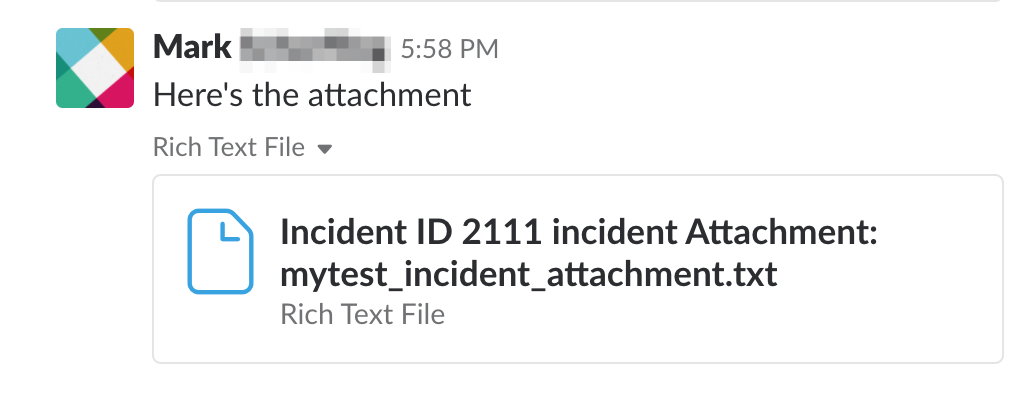 Mark 5:58 PM
Here's the attachment
Rich Text File
Incident ID 2111 incident Attachment:
mytest_incident_attachment.txt
Rich Text File